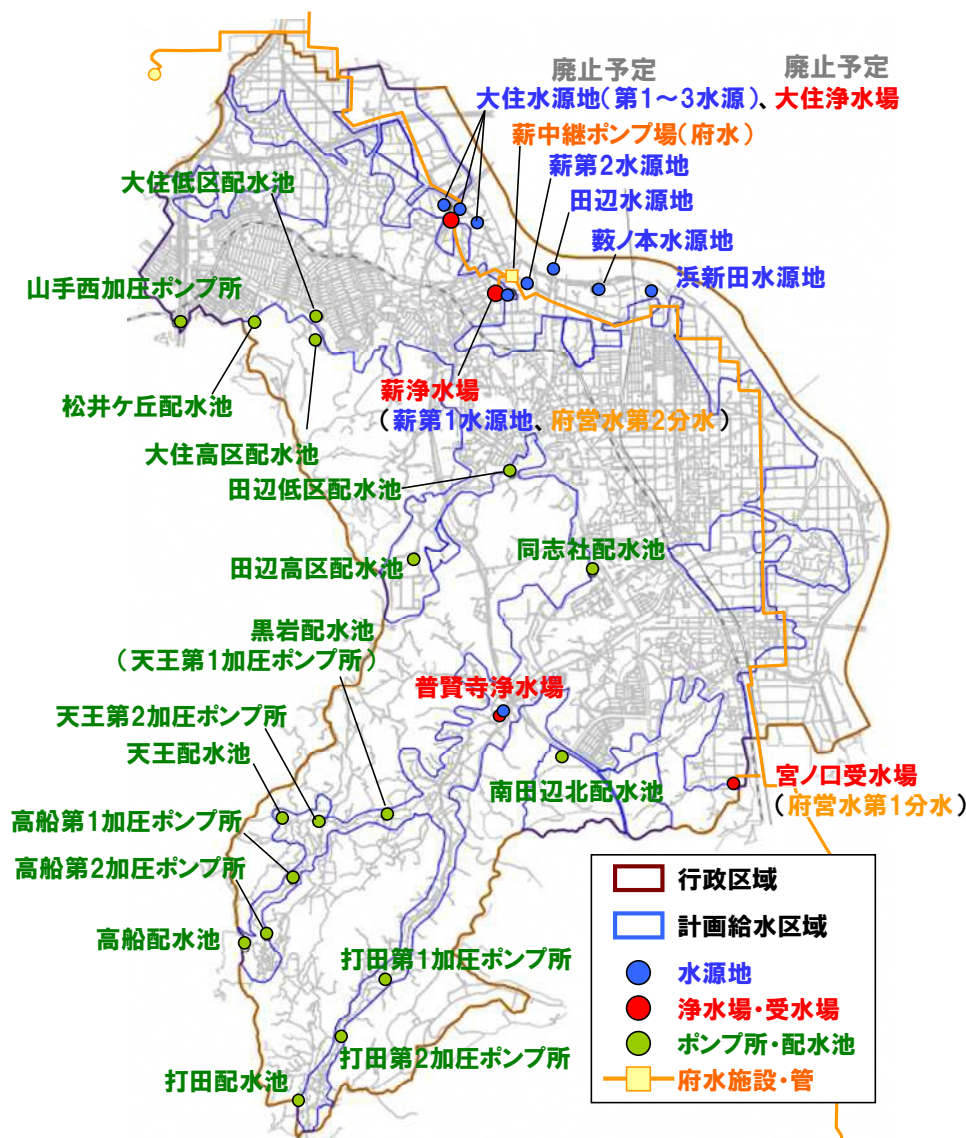 廃止予定
廃止予定
大住水源地(第1～3水源)、大住浄水場
薪中継ポンプ場(府水)
薪第2水源地
大住低区配水池
田辺水源地
薮ノ本水源地
浜新田水源地
山手西加圧ポンプ所
薪浄水場
(薪第1水源地、府営水第2分水)
松井ケ丘配水池
大住高区配水池
田辺低区配水池
同志社配水池
田辺高区配水池
黒岩配水池
(天王第1加圧ポンプ所)
普賢寺浄水場
天王第2加圧ポンプ所
天王配水池
宮ノ口受水場
(府営水第1分水)
南田辺北配水池
高船第1加圧ポンプ所
高船第2加圧ポンプ所
高船配水池
打田第1加圧ポンプ所
打田第2加圧ポンプ所
打田配水池
行政区域
計画給水区域
水源地
浄水場・受水場
ポンプ所・配水池
府水施設・管